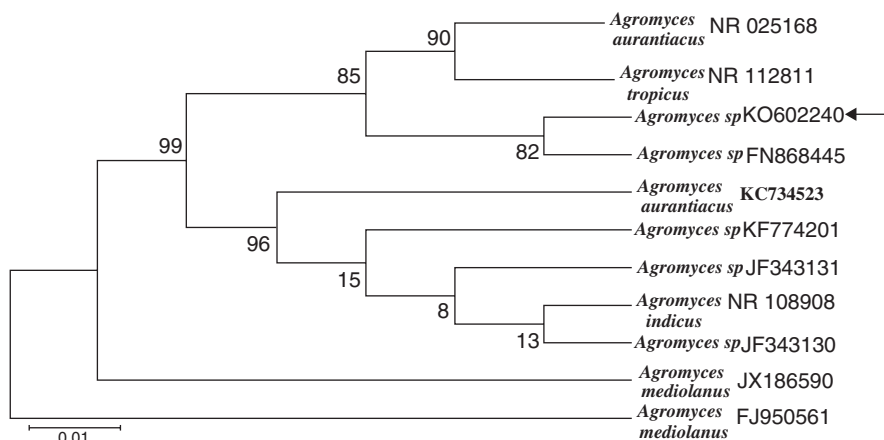 Agromyces NR 025168
aurantiacus
90
Agromyces NR 112811
tropicus
85
Agromyces sp KO602240
99
82
Agromyces sp FN868445
Agromyces KC734523
aurantiacus
96
Agromyces sp KF774201
15
Agromyces sp JF343131
8
Agromyces NR 108908
indicus
13
Agromyces sp JF343130
Agromyces JX186590
mediolanus
Agromyces FJ950561
mediolanus
0.01